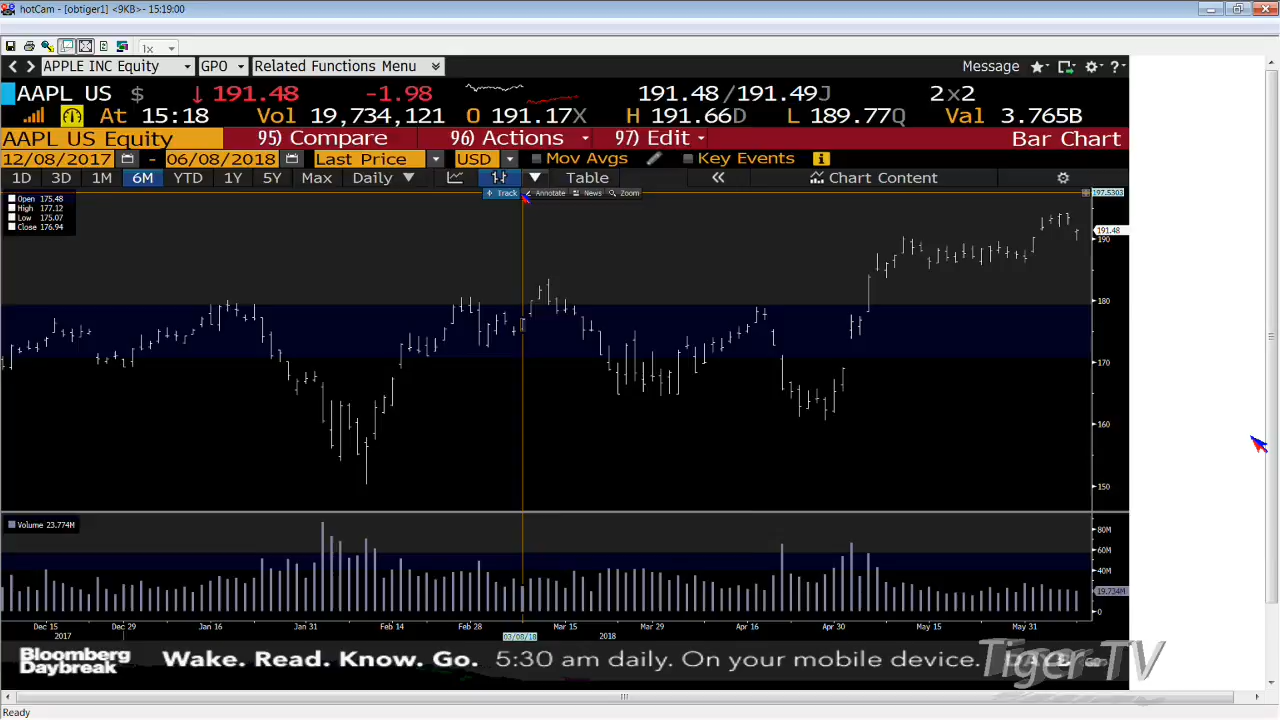 hotCam - [obtiger1] <9KB> - 15:19:00
1x
APPLE INC Equity GPO Related Functions Menu Message ?
AAPL US $ ↓ 191.48 -1.98 191.48/191.49J 2x2
At 15:18 Vol 19,734,121 O 191.17X H 191.66D L 189.77Q Val 3.765B
AAPL US Equity 95) Compare 96) Actions 97) Edit Bar Chart
12/08/2017 - 06/08/2018 Last Price USD Mov Avgs Key Events
1D 3D 1M 6M YTD 1Y 5Y Max Daily Table « Chart Content
Track Annotate News Zoom 197.5303
Open 175.48
High 177.12
Low 175.07
Close 176.94
191.48
190
180
170
160
150
Volume 23.774M
80M
60M
40M
19.734M
0
Dec 15 Dec 29 Jan 16 Jan 31 Feb 14 Feb 28 Mar 15 Mar 29 Apr 16 Apr 30 May 15 May 31
2017 03/08/18 2018
Bloomberg Daybreak Wake. Read. Know. Go. 5:30 am daily. On your mobile device.
Tiger-TV
Ready